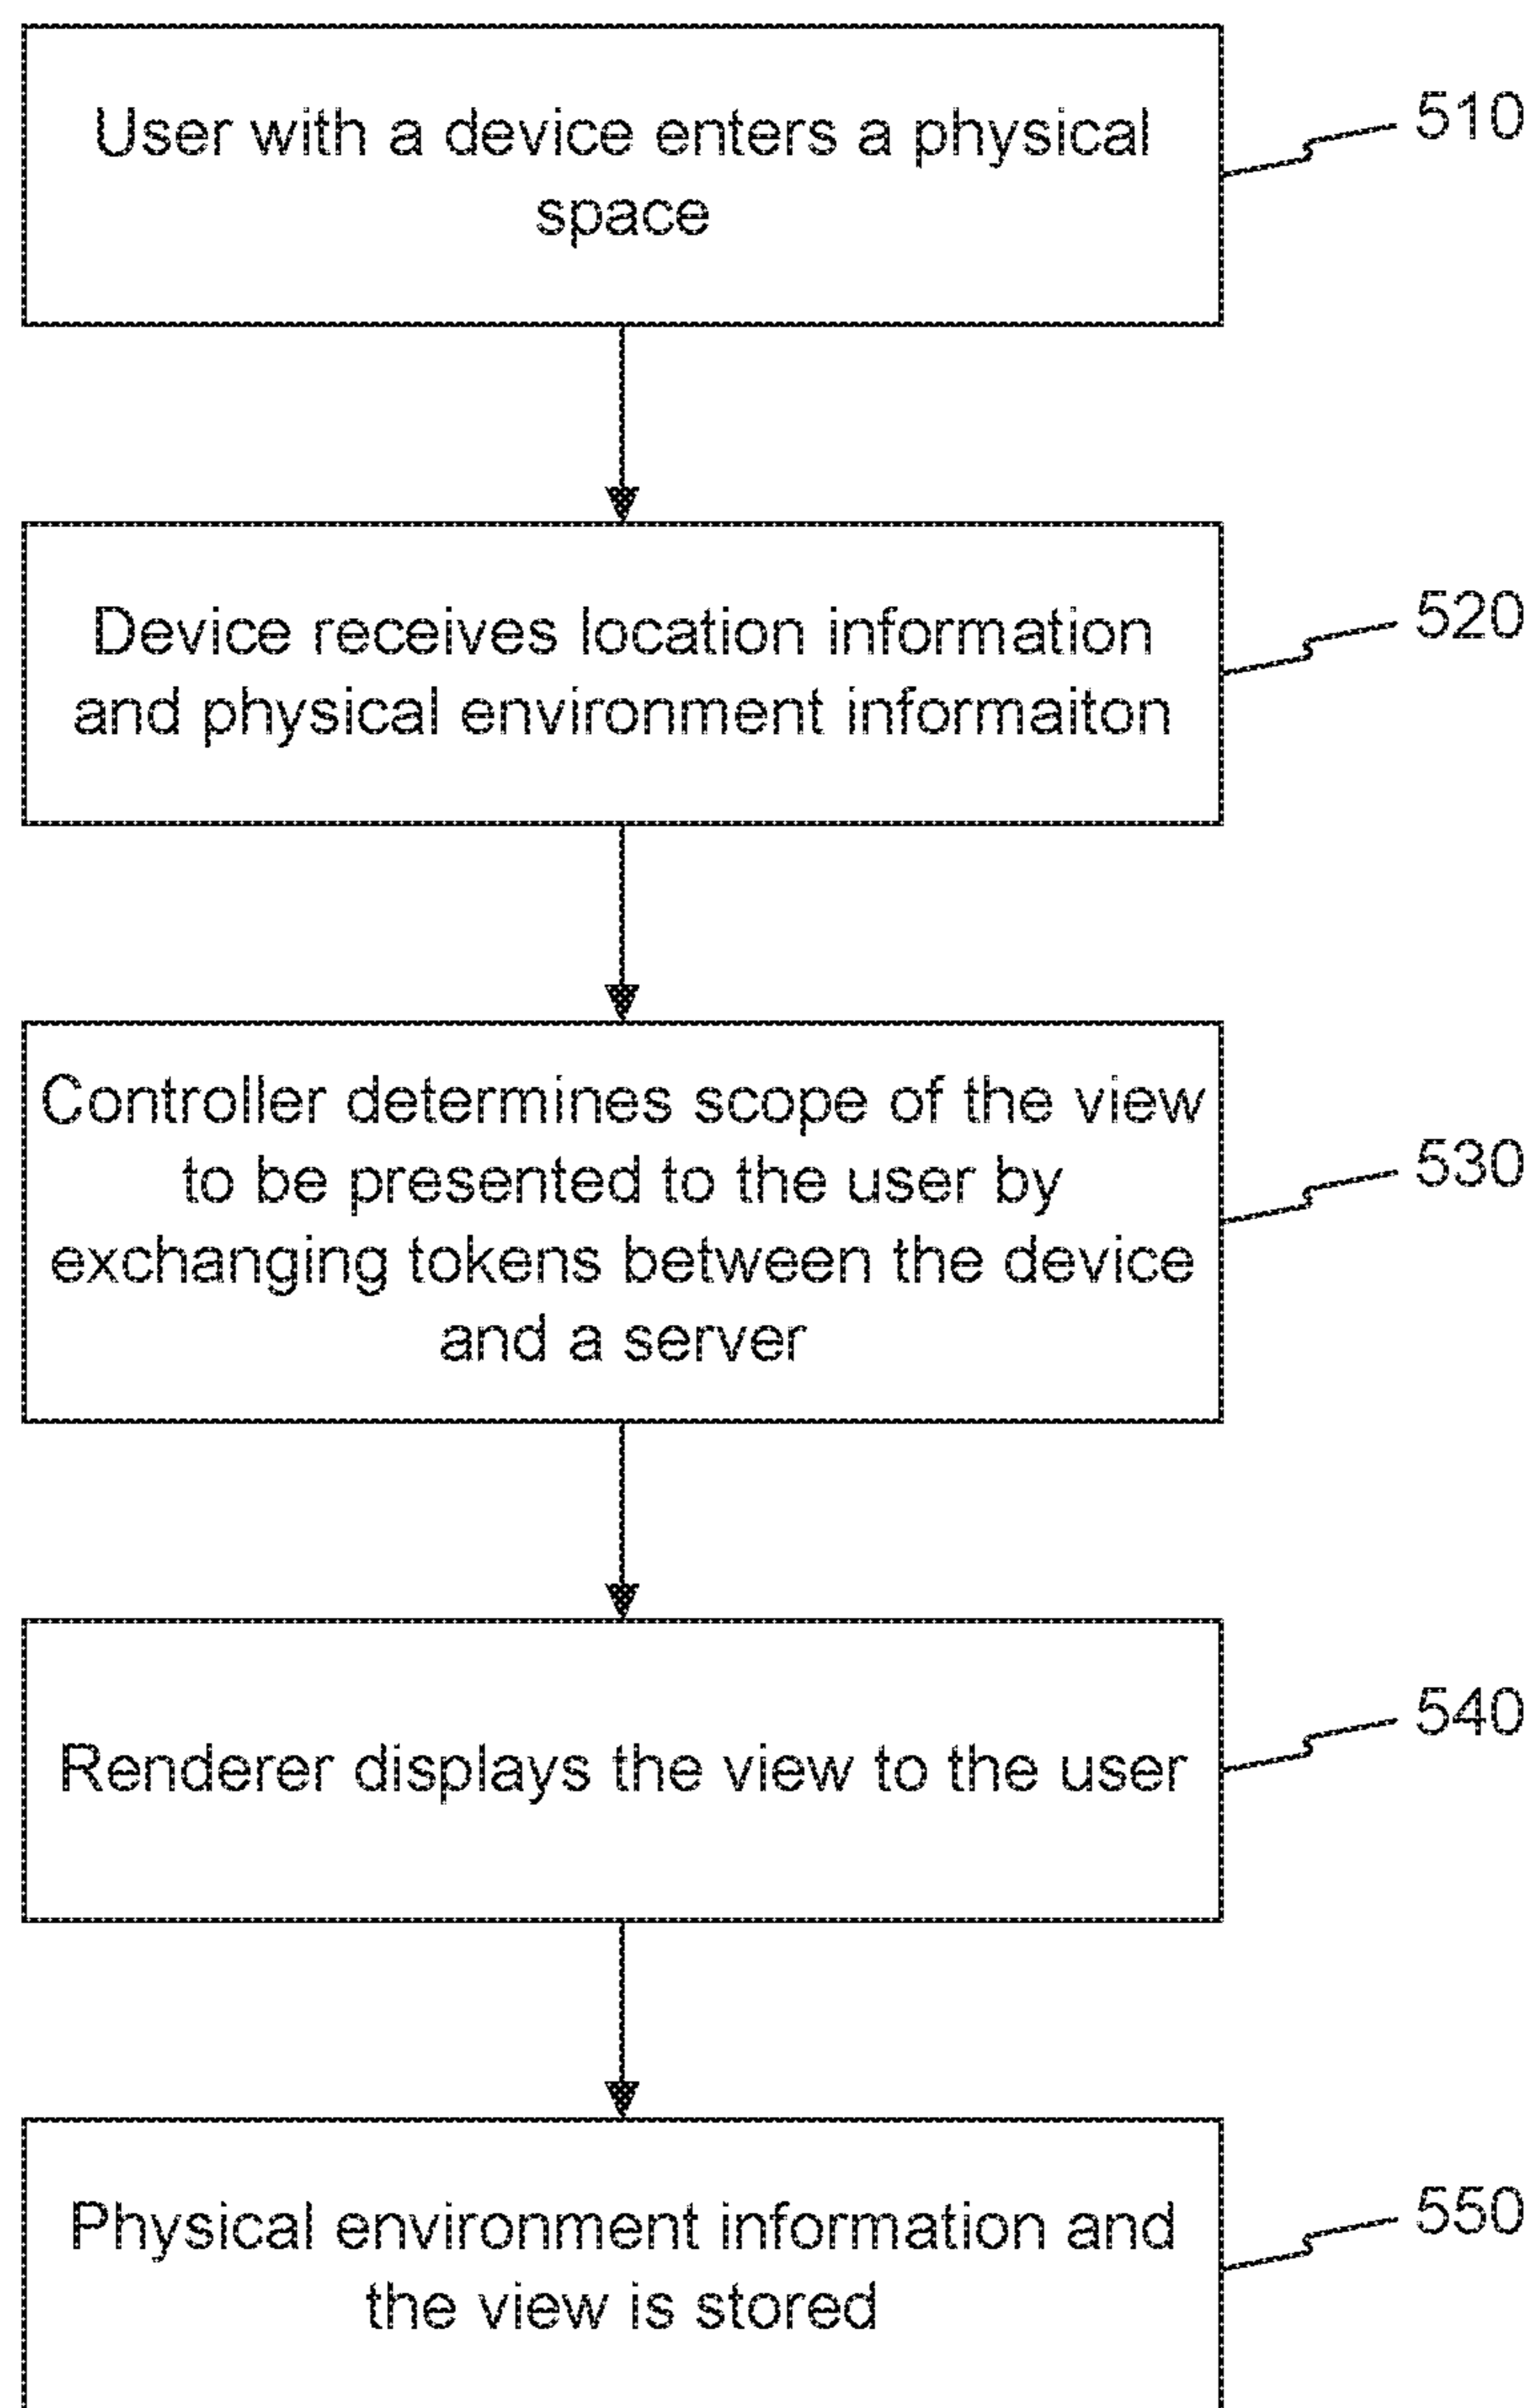 User with a device enters a physical
space
510
Device receives location information
and physical environment informaiton
520
Controller determines scope of the view
to be presented to the user by
exchanging tokens between the device
and a server
530
Renderer displays the view to the user
540
Physical environment information and
the view is stored
550